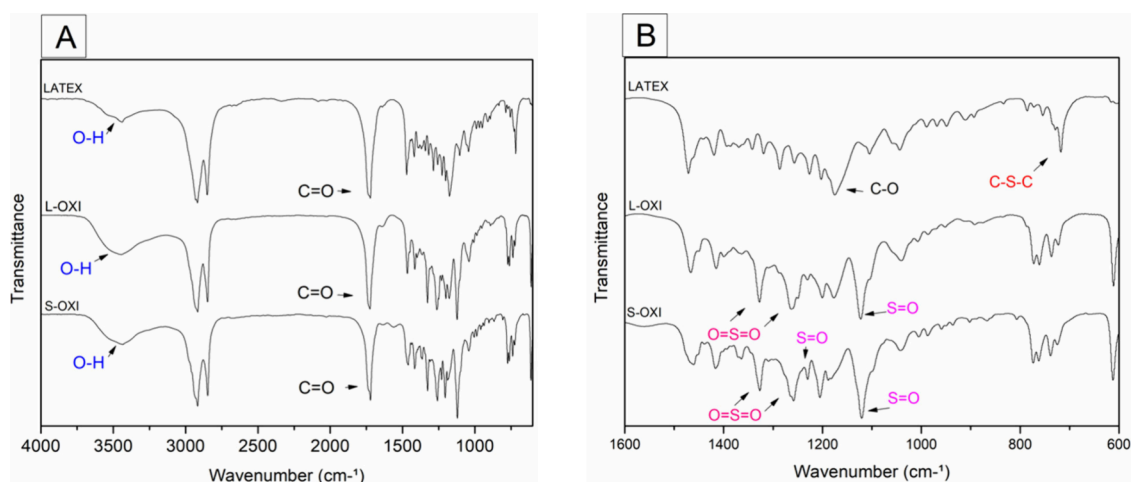 A
LATEX
O-H
C=O
L-OXI
O-H
C=O
S-OXI
O-H
C=O
Transmittance
4000 3500 3000 2500 2000 1500 1000
Wavenumber (cm-¹)
B
LATEX
C-O
C-S-C
L-OXI
O=S=O
S=O
S-OXI
S=O
O=S=O
S=O
Transmittance
1600 1400 1200 1000 800 600
Wavenumber (cm-¹)